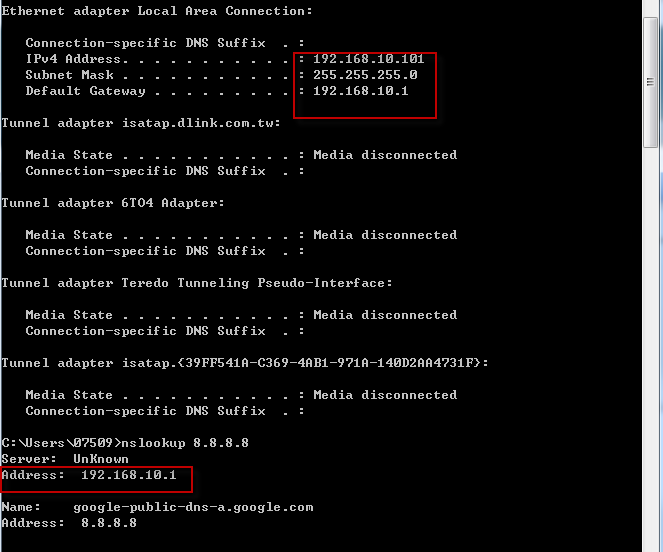 Ethernet adapter Local Area Connection:
Connection-specific DNS Suffix  . :
IPv4 Address. . . . . . . . . . . : 192.168.10.101
Subnet Mask . . . . . . . . . . . : 255.255.255.0
Default Gateway . . . . . . . . . : 192.168.10.1
Tunnel adapter isatap.dlink.com.tw:
Media State . . . . . . . . . . . : Media disconnected
Connection-specific DNS Suffix  . :
Tunnel adapter 6TO4 Adapter:
Media State . . . . . . . . . . . : Media disconnected
Connection-specific DNS Suffix  . :
Tunnel adapter Teredo Tunneling Pseudo-Interface:
Media State . . . . . . . . . . . : Media disconnected
Connection-specific DNS Suffix  . :
Tunnel adapter isatap.{39FF541A-C369-4AB1-971A-140D2AA4731F}:
Media State . . . . . . . . . . . : Media disconnected
Connection-specific DNS Suffix  . :
C:\Users\07509>nslookup 8.8.8.8
Server:  UnKnown
Address:  192.168.10.1
Name:    google-public-dns-a.google.com
Address:  8.8.8.8